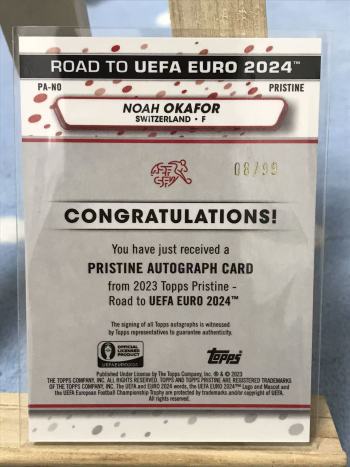 ROAD TO UEFA EURO 2024™
PA-NO
PRISTINE
NOAH OKAFOR
SWITZERLAND • F
08/99
CONGRATULATIONS!
You have just received a
PRISTINE AUTOGRAPH CARD
from 2023 Topps Pristine -
Road to UEFA EURO 2024™
The signing of all Topps autographs is witnessed
by Topps representatives to guarantee authenticity.
OFFICIAL
LICENSED
PRODUCT
UEFA EURO2024
Topps
Published Under License by The Topps Company, Inc. ® & © 2023
THE TOPPS COMPANY, INC. ALL RIGHTS RESERVED. TOPPS AND TOPPS PRISTINE ARE REGISTERED TRADEMARKS
OF THE TOPPS COMPANY, INC. The UEFA and EURO 2024 words, the UEFA EURO 2024™ Logo and Mascot and
the UEFA European Football Championship Trophy are protected by trademarks and/or copyright of UEFA.
All rights reserved.